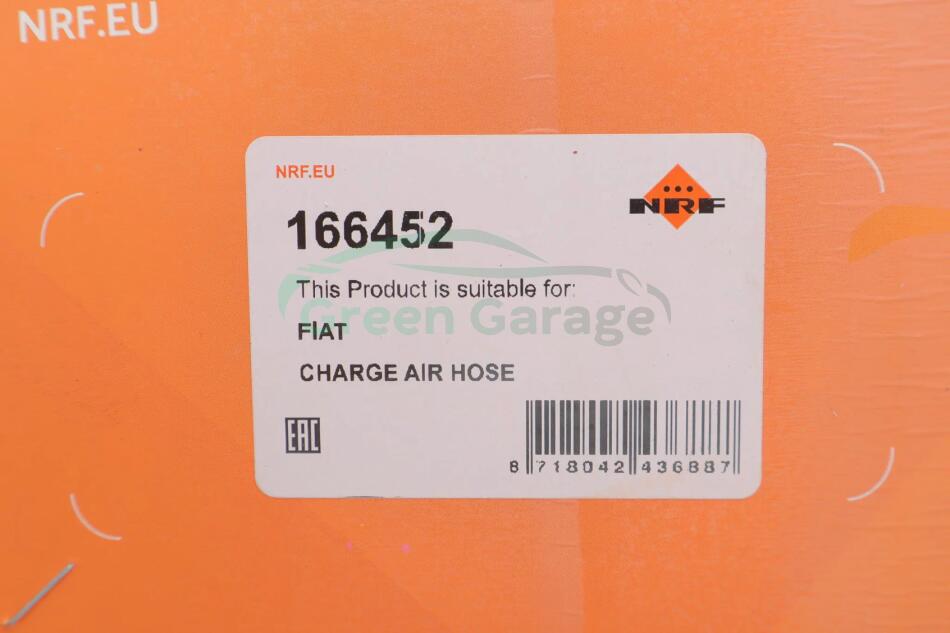 NRF.EU
NRF.EU
NRF
166452
This Product is suitable for:
Green Garage
FIAT
CHARGE AIR HOSE
EAC
8 718042 436887